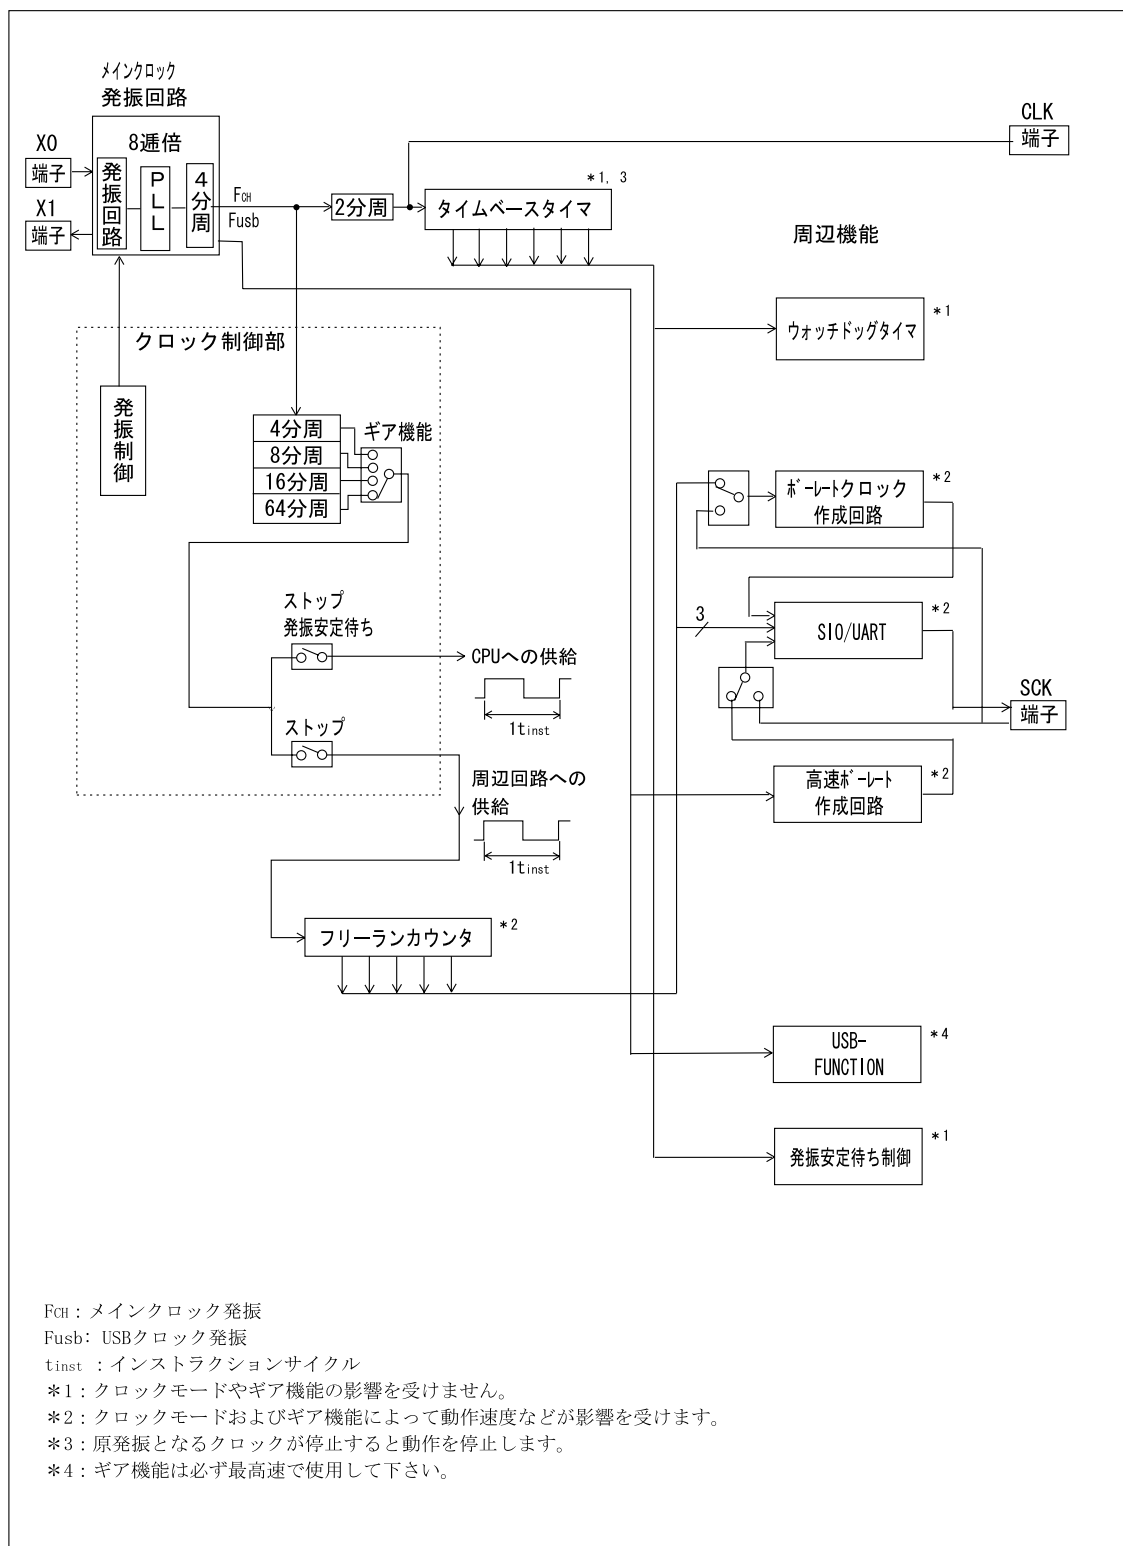 メインクロック
発振回路
X0
端子
X1
端子
8逓倍
発振回路
PLL
4分周
FCH
Fusb
2分周
*1, 3
タイムベースタイマ
CLK
端子
周辺機能
ウォッチドッグタイマ
*1
クロック制御部
発振制御
4分周
8分周
16分周
64分周
ギア機能
ボーレートクロック
作成回路
*2
ストップ
発振安定待ち
CPUへの供給
1tinst
3
SIO/UART
*2
SCK
端子
ストップ
周辺回路への
供給
1tinst
高速ボーレート
作成回路
*2
フリーランカウンタ
*2
USB-
FUNCTION
*4
発振安定待ち制御
*1
FCH：メインクロック発振
Fusb: USBクロック発振
tinst ：インストラクションサイクル
*1：クロックモードやギア機能の影響を受けません。
*2：クロックモードおよびギア機能によって動作速度などが影響を受けます。
*3：原発振となるクロックが停止すると動作を停止します。
*4：ギア機能は必ず最高速で使用して下さい。